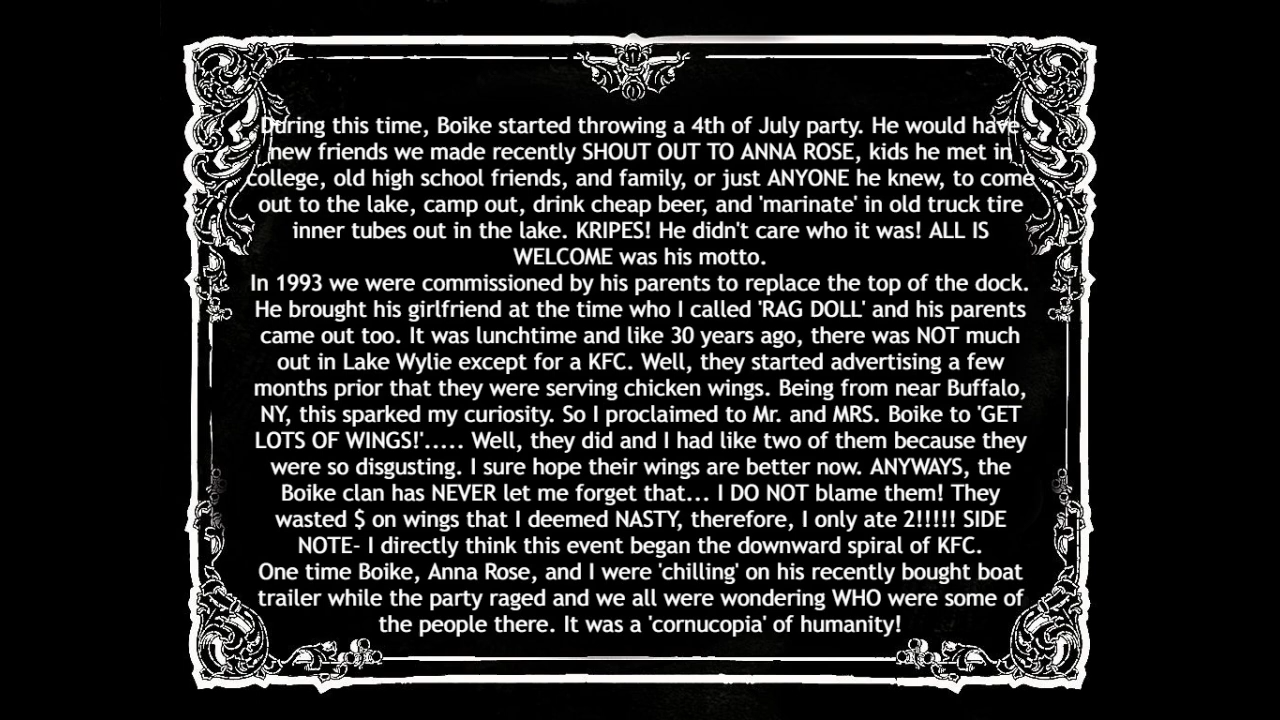 During this time, Boike started throwing a 4th of July party. He would have
new friends we made recently SHOUT OUT TO ANNA ROSE, kids he met in
college, old high school friends, and family, or just ANYONE he knew, to come
out to the lake, camp out, drink cheap beer, and 'marinate' in old truck tire
inner tubes out in the lake. KRIPES! He didn't care who it was! ALL IS
WELCOME was his motto.
In 1993 we were commissioned by his parents to replace the top of the dock.
He brought his girlfriend at the time who I called 'RAG DOLL' and his parents
came out too. It was lunchtime and like 30 years ago, there was NOT much
out in Lake Wylie except for a KFC. Well, they started advertising a few
months prior that they were serving chicken wings. Being from near Buffalo,
NY, this sparked my curiosity. So I proclaimed to Mr. and MRS. Boike to 'GET
LOTS OF WINGS!'..... Well, they did and I had like two of them because they
were so disgusting. I sure hope their wings are better now. ANYWAYS, the
Boike clan has NEVER let me forget that... I DO NOT blame them! They
wasted $ on wings that I deemed NASTY, therefore, I only ate 2!!!!! SIDE
NOTE- I directly think this event began the downward spiral of KFC.
One time Boike, Anna Rose, and I were 'chilling' on his recently bought boat
trailer while the party raged and we all were wondering WHO were some of
the people there. It was a 'cornucopia' of humanity!